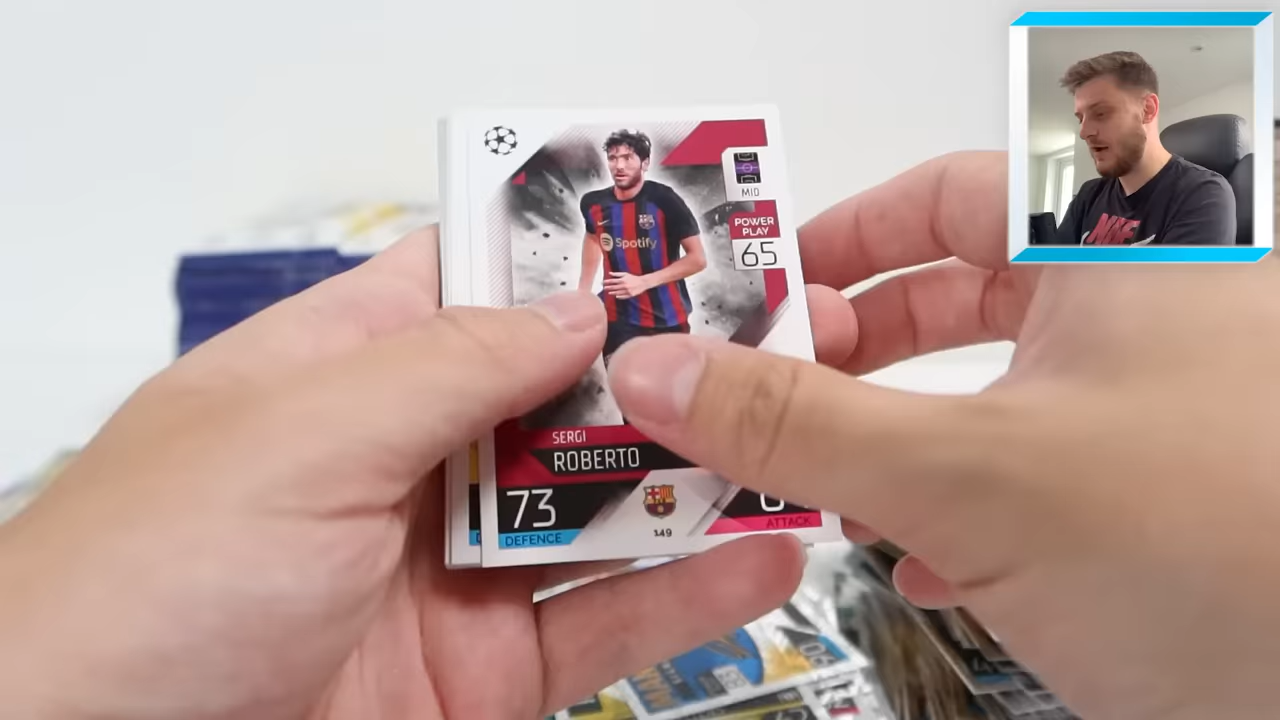 MID
POWER
PLAY
65
Spotify
SERGI
ROBERTO
73
DEFENCE
149
ATTACK
NIKE